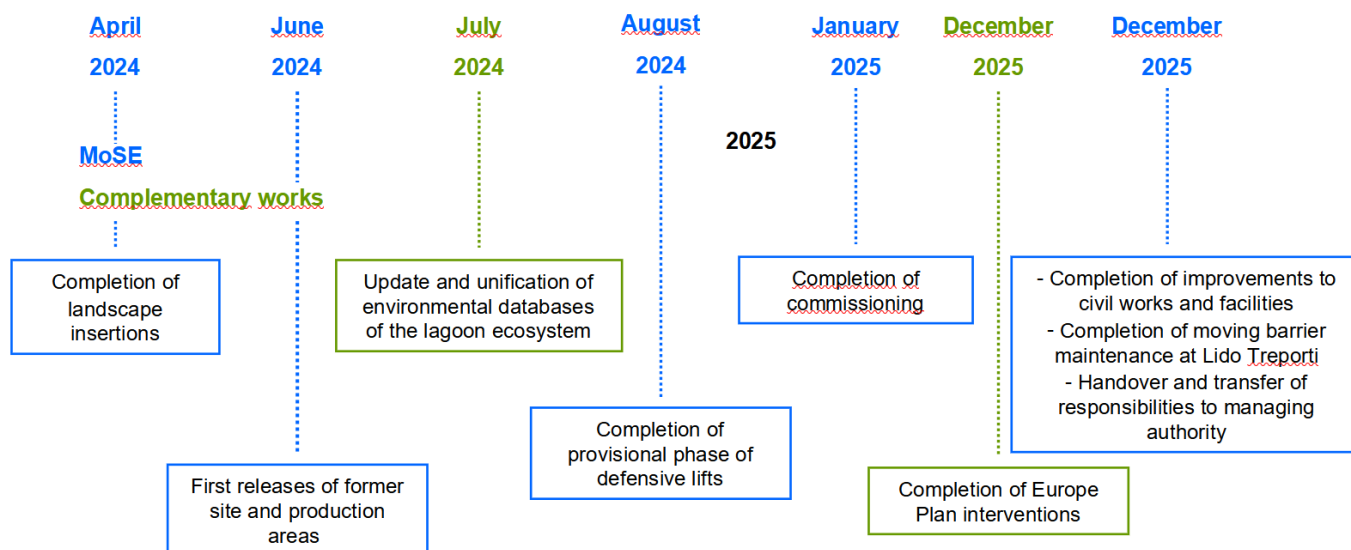 April
2024
June
2024
July
2024
August
2024
January
2025
December
2025
December
2025
2025
MoSE
Complementary works
Completion of
landscape
insertions
Update and unification of
environmental databases
of the lagoon ecosystem
Completion of
commissioning
- Completion of improvements to
civil works and facilities
- Completion of moving barrier
maintenance at Lido Treporti
- Handover and transfer of
responsibilities to managing
authority
Completion of
provisional phase of
defensive lifts
First releases of former
site and production
areas
Completion of Europe
Plan interventions